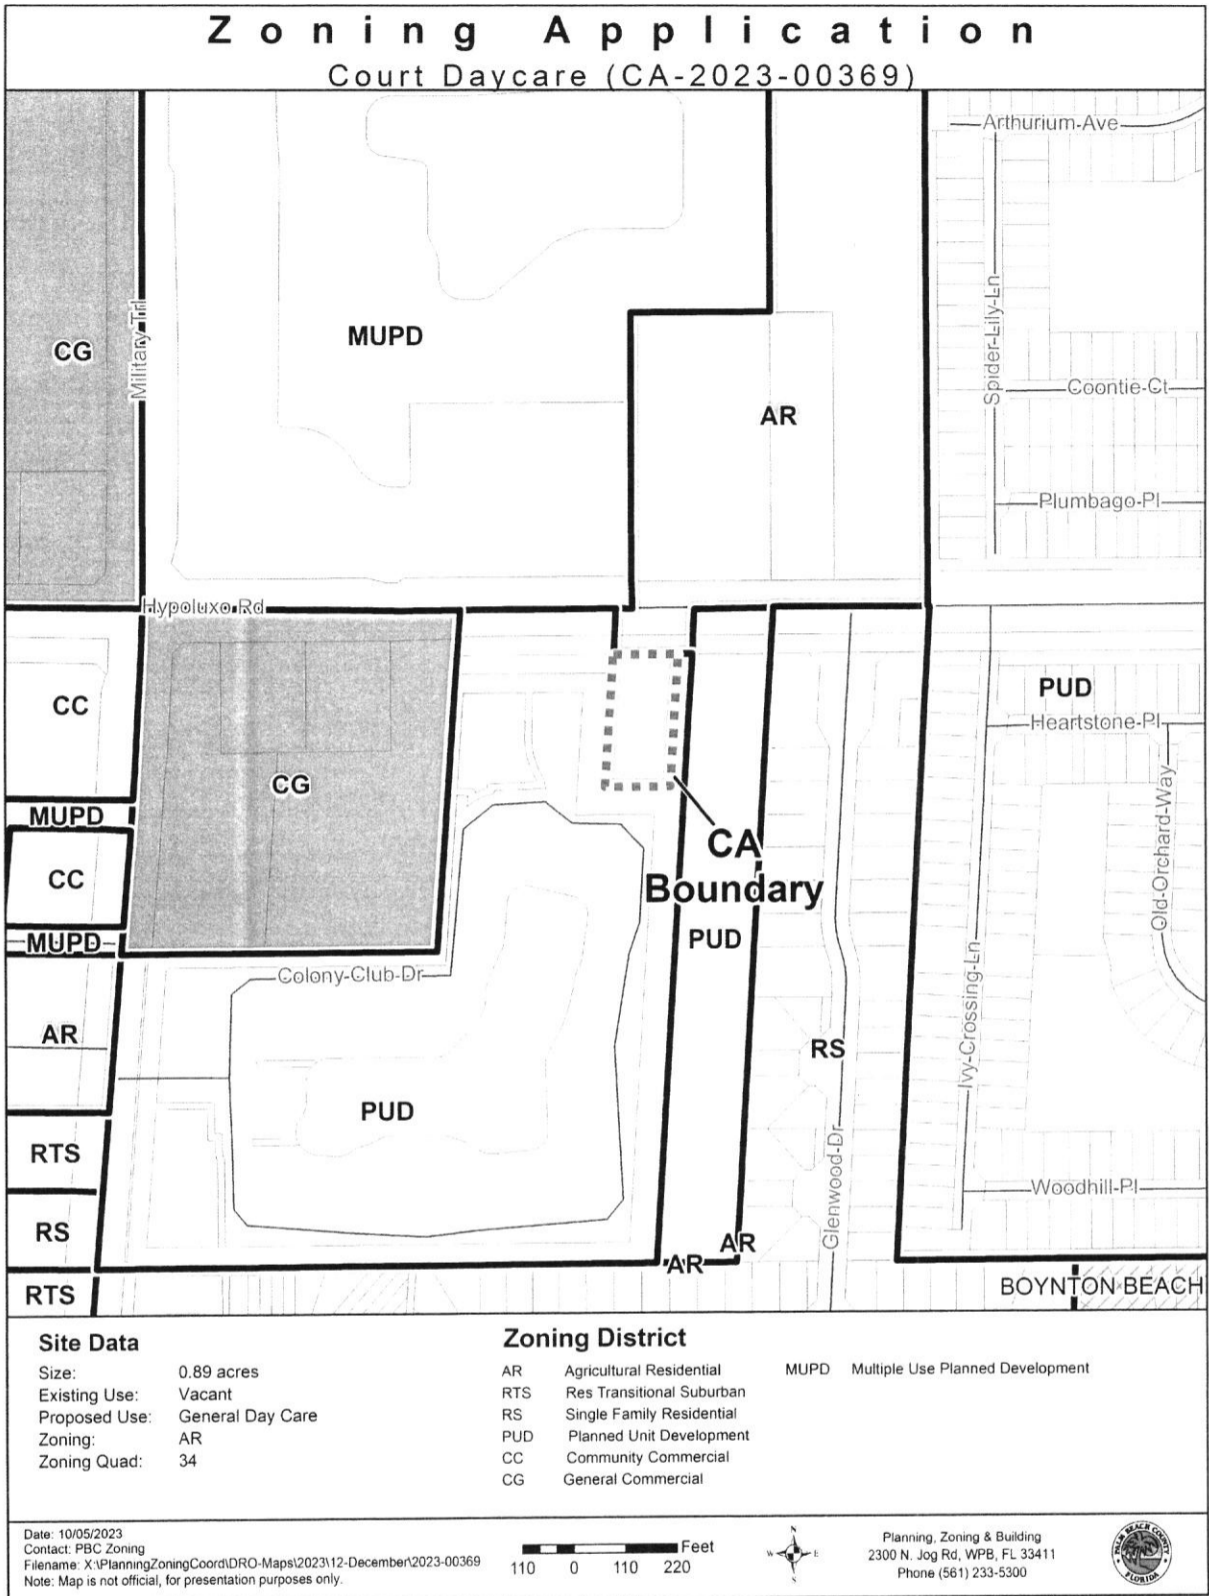 Zoning Application
Court Daycare (CA-2023-00369)
Arthurium-Ave
Spider-Lily-Ln
Military Trl
CG
MUPD
AR
Coontie-Ct
Plumbago-Pl
Hypoluxo Rd
CC
PUD
Heartstone-Pl
CG
MUPD
CC
MUPD
CA
Boundary
Old-Orchard-Way
PUD
Colony-Club-Dr
Ivy-Crossing-Ln
AR
RS
PUD
RTS
Glenwood-Dr
Woodhill-Pl
RS
AR
AR
RTS
BOYNTON BEACH
Site Data
Size: 0.89 acres
Existing Use: Vacant
Proposed Use: General Day Care
Zoning: AR
Zoning Quad: 34
Zoning District
AR Agricultural Residential
RTS Res Transitional Suburban
RS Single Family Residential
PUD Planned Unit Development
CC Community Commercial
CG General Commercial
MUPD Multiple Use Planned Development
Date: 10/05/2023
Contact: PBC Zoning
Filename: X:\PlanningZoningCoord\DRO-Maps\2023\12-December\2023-00369
Note: Map is not official, for presentation purposes only.
Feet
110 0 110 220
N
W E
S
Planning, Zoning & Building
2300 N. Jog Rd, WPB, FL 33411
Phone (561) 233-5300
PALM BEACH COUNTY
FLORIDA